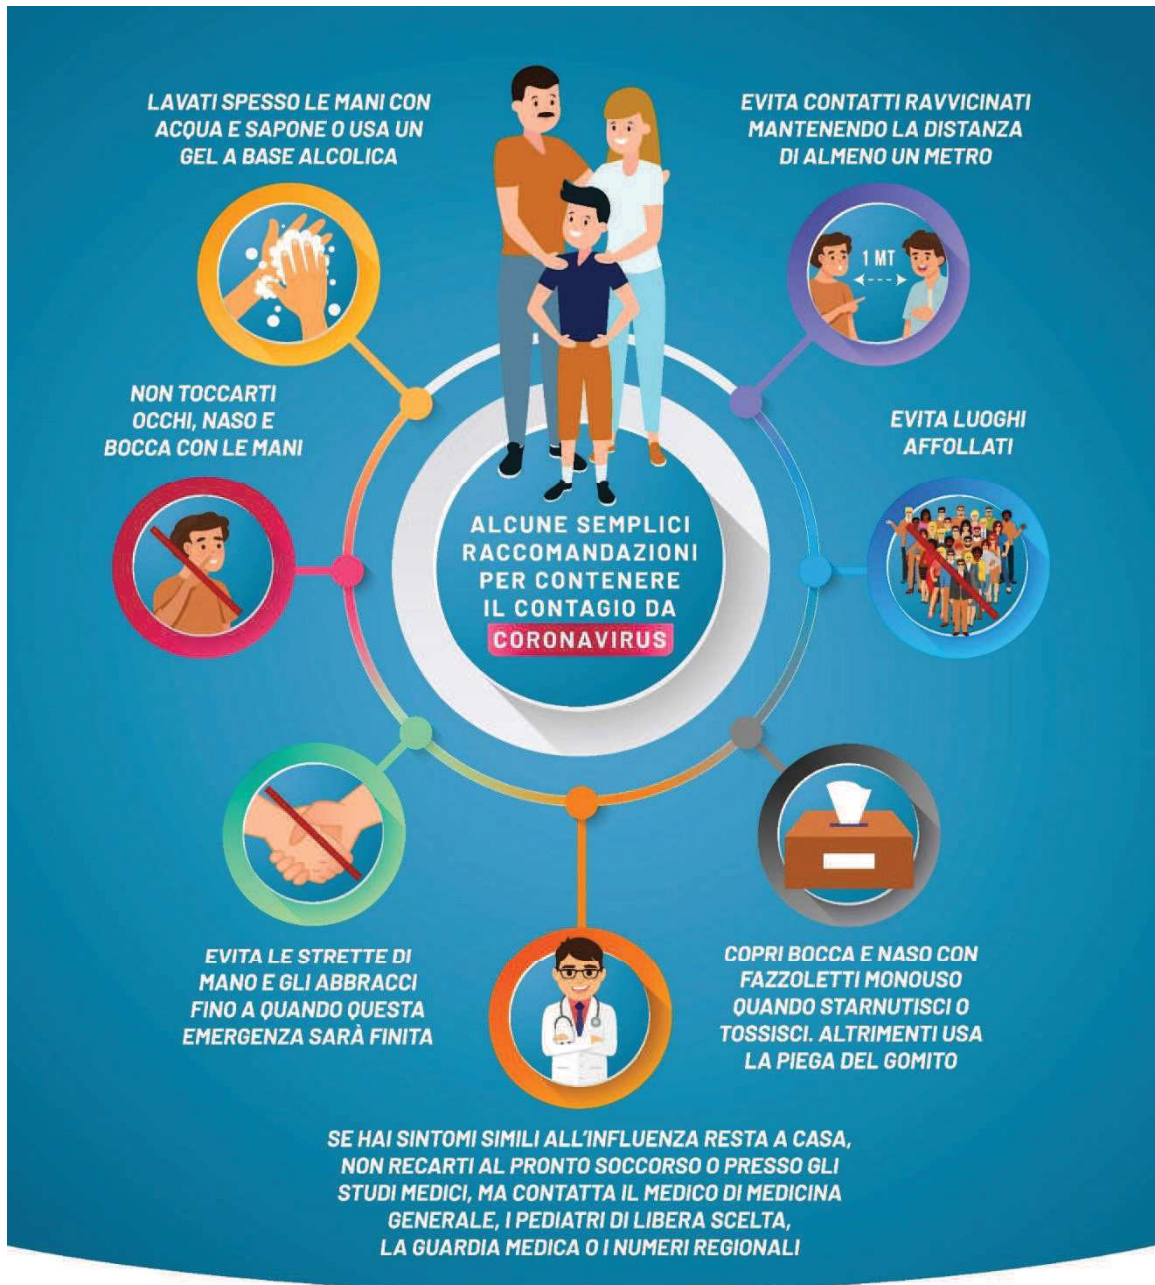 LAVATI SPESSO LE MANI CON
ACQUA E SAPONE O USA UN
GEL A BASE ALCOLICA
EVITA CONTATTI RAVVICINATI
MANTENENDO LA DISTANZA
DI ALMENO UN METRO
1 MT
NON TOCCARTI
OCCHI, NASO E
BOCCA CON LE MANI
EVITA LUOGHI
AFFOLLATI
ALCUNE SEMPLICI
RACCOMANDAZIONI
PER CONTENERE
IL CONTAGIO DA
CORONAVIRUS
EVITA LE STRETTE DI
MANO E GLI ABBRACCI
FINO A QUANDO QUESTA
EMERGENZA SARÀ FINITA
COPRI BOCCA E NASO CON
FAZZOLETTI MONOUSO
QUANDO STARNUTISCI O
TOSSISCI. ALTRIMENTI USA
LA PIEGA DEL GOMITO
SE HAI SINTOMI SIMILI ALL'INFLUENZA RESTA A CASA,
NON RECARTI AL PRONTO SOCCORSO O PRESSO GLI
STUDI MEDICI, MA CONTATTA IL MEDICO DI MEDICINA
GENERALE, I PEDIATRI DI LIBERA SCELTA,
LA GUARDIA MEDICA O I NUMERI REGIONALI